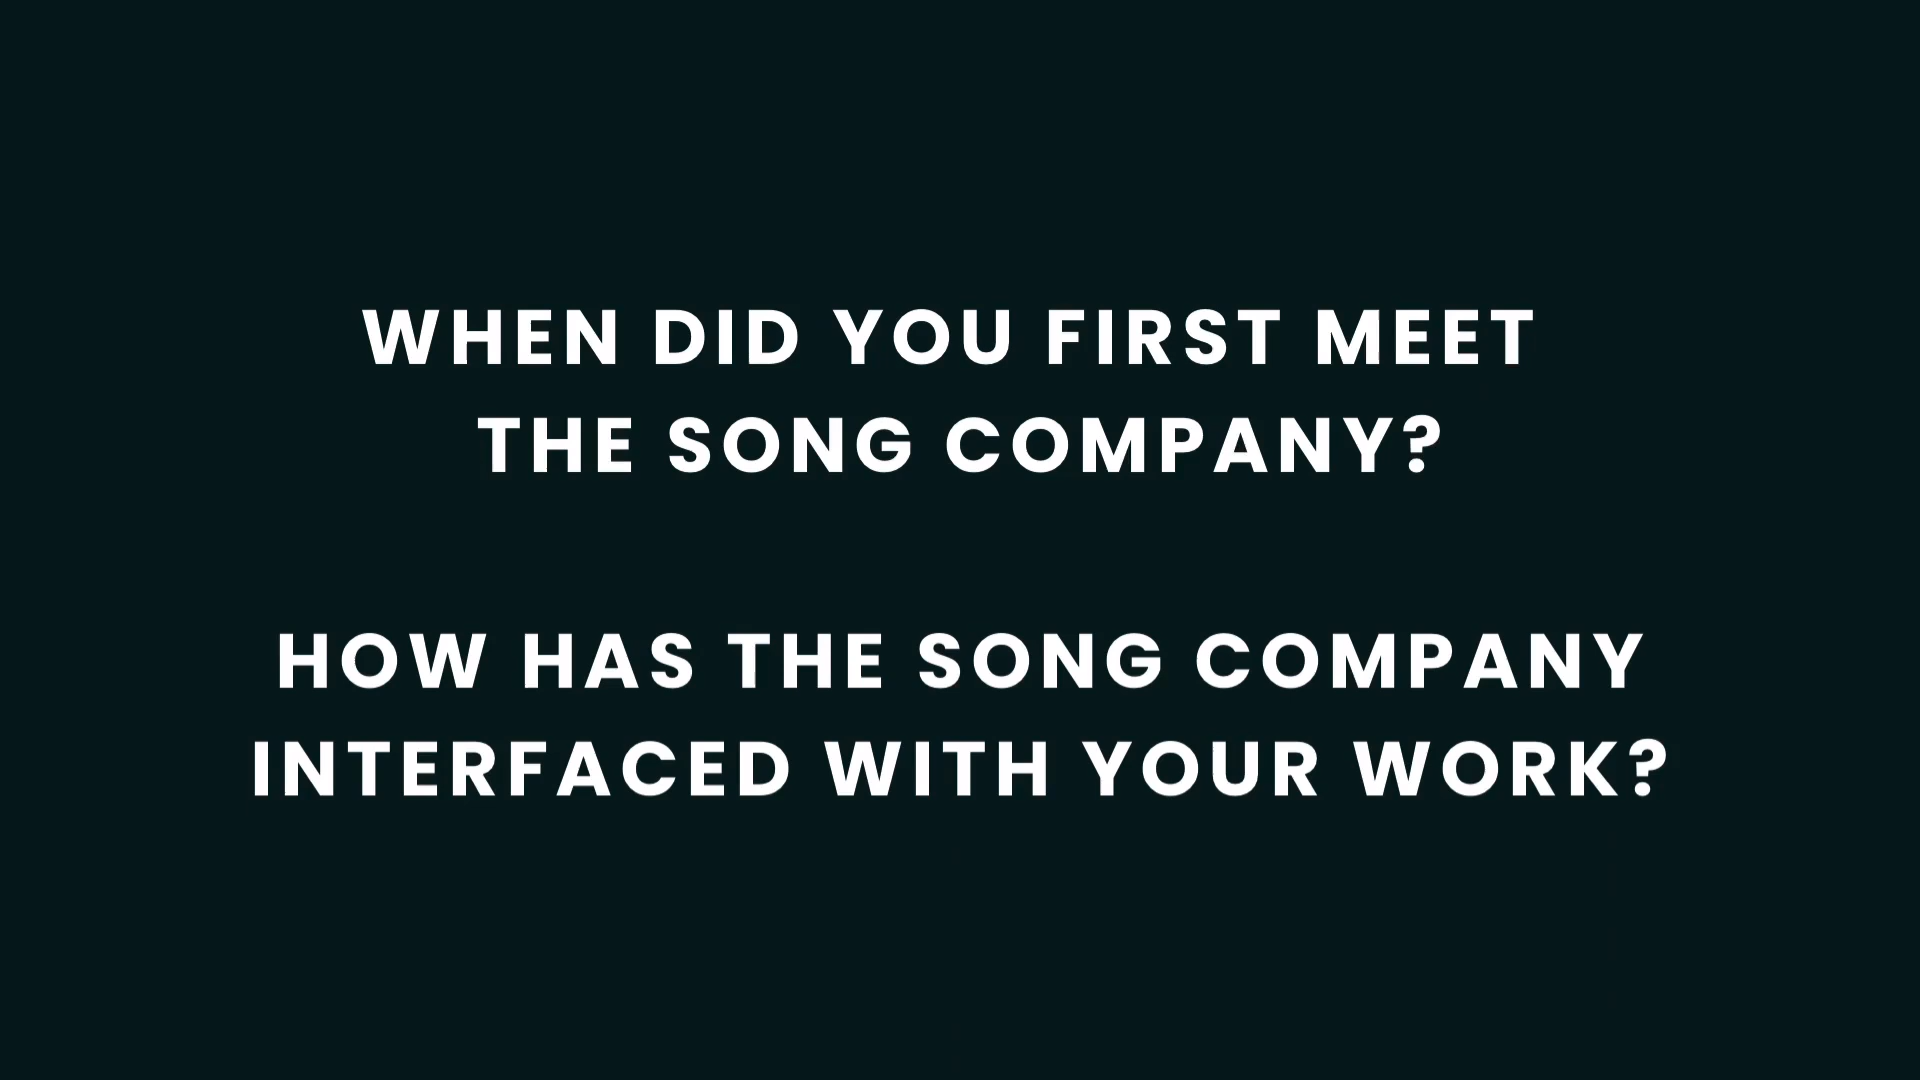 WHEN DID YOU FIRST MEET
THE SONG COMPANY?
HOW HAS THE SONG COMPANY
INTERFACED WITH YOUR WORK?